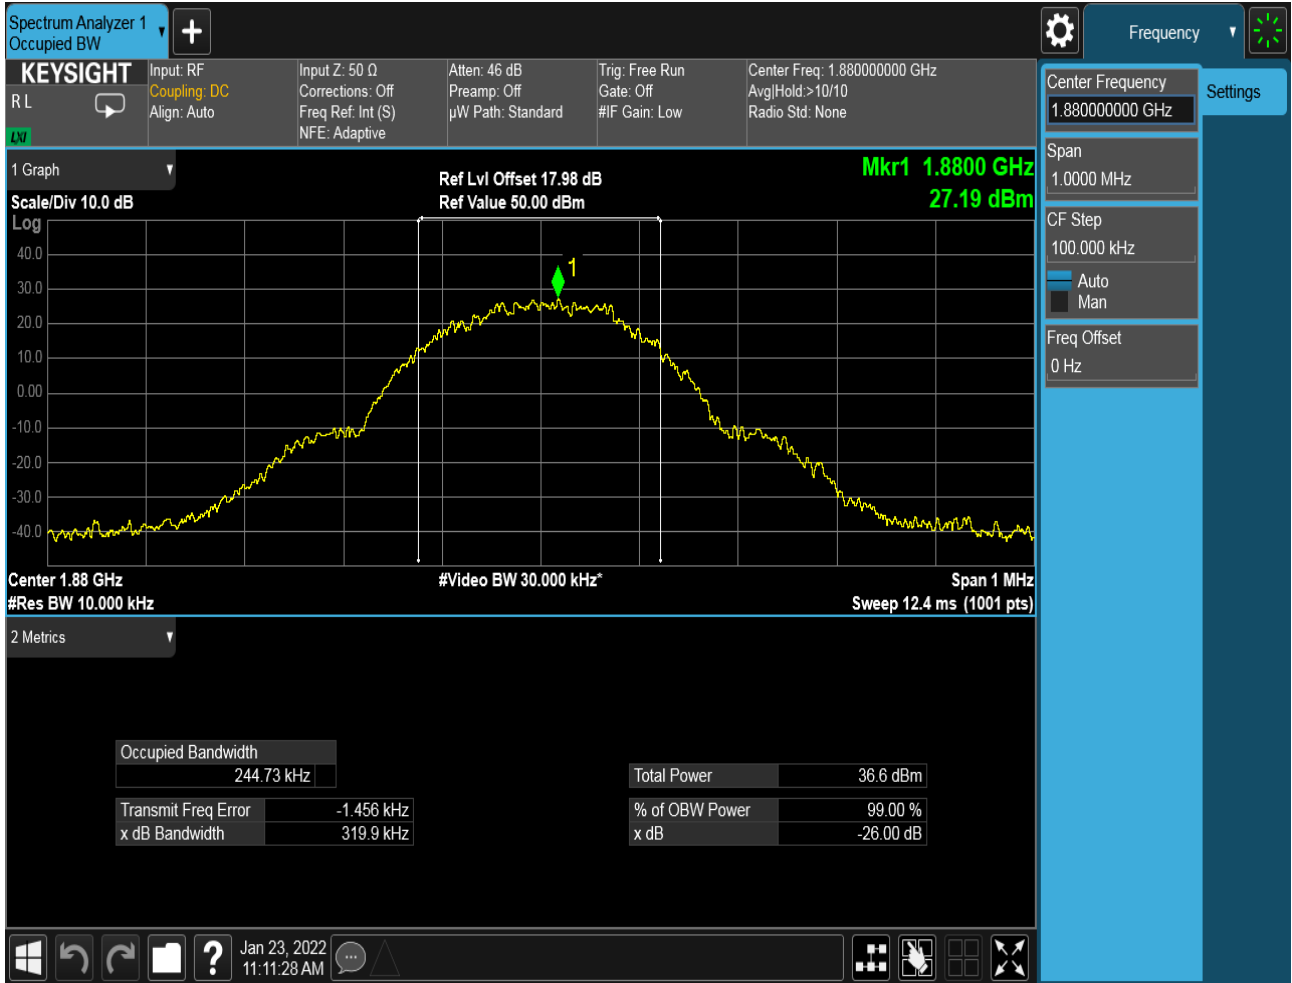 Spectrum Analyzer 1
Occupied BW
Frequency
KEYSIGHT
R L
LXI
Input: RF
Coupling: DC
Align: Auto
Input Z: 50 Ω
Corrections: Off
Freq Ref: Int (S)
NFE: Adaptive
Atten: 46 dB
Preamp: Off
µW Path: Standard
Trig: Free Run
Gate: Off
#IF Gain: Low
Center Freq: 1.880000000 GHz
Avg|Hold:>10/10
Radio Std: None
Center Frequency
1.880000000 GHz
Settings
Span
1.0000 MHz
CF Step
100.000 kHz
Auto
Man
Freq Offset
0 Hz
1 Graph
Scale/Div 10.0 dB
Log
Ref Lvl Offset 17.98 dB
Ref Value 50.00 dBm
Mkr1 1.8800 GHz
27.19 dBm
1
40.0
30.0
20.0
10.0
0.00
-10.0
-20.0
-30.0
-40.0
Center 1.88 GHz
#Video BW 30.000 kHz*
Span 1 MHz
#Res BW 10.000 kHz
Sweep 12.4 ms (1001 pts)
2 Metrics
Occupied Bandwidth
244.73 kHz
Total Power 36.6 dBm
Transmit Freq Error -1.456 kHz
% of OBW Power 99.00 %
x dB Bandwidth 319.9 kHz
x dB -26.00 dB
?
Jan 23, 2022
11:11:28 AM